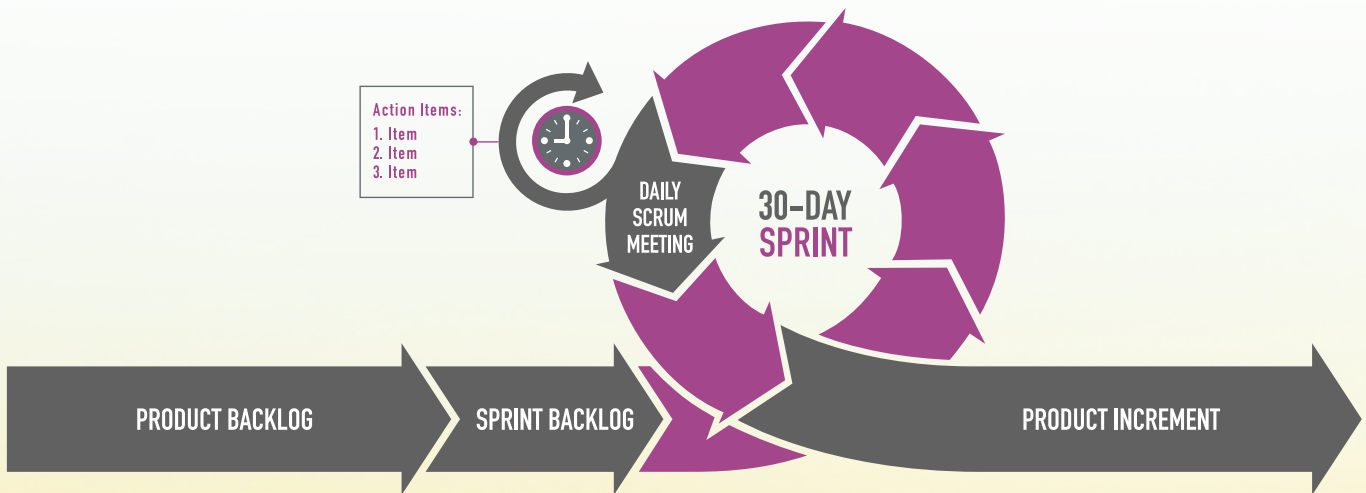 Action Items:
1. Item
2. Item
3. Item
DAILY
SCRUM
MEETING
30-DAY
SPRINT
PRODUCT BACKLOG
SPRINT BACKLOG
PRODUCT INCREMENT